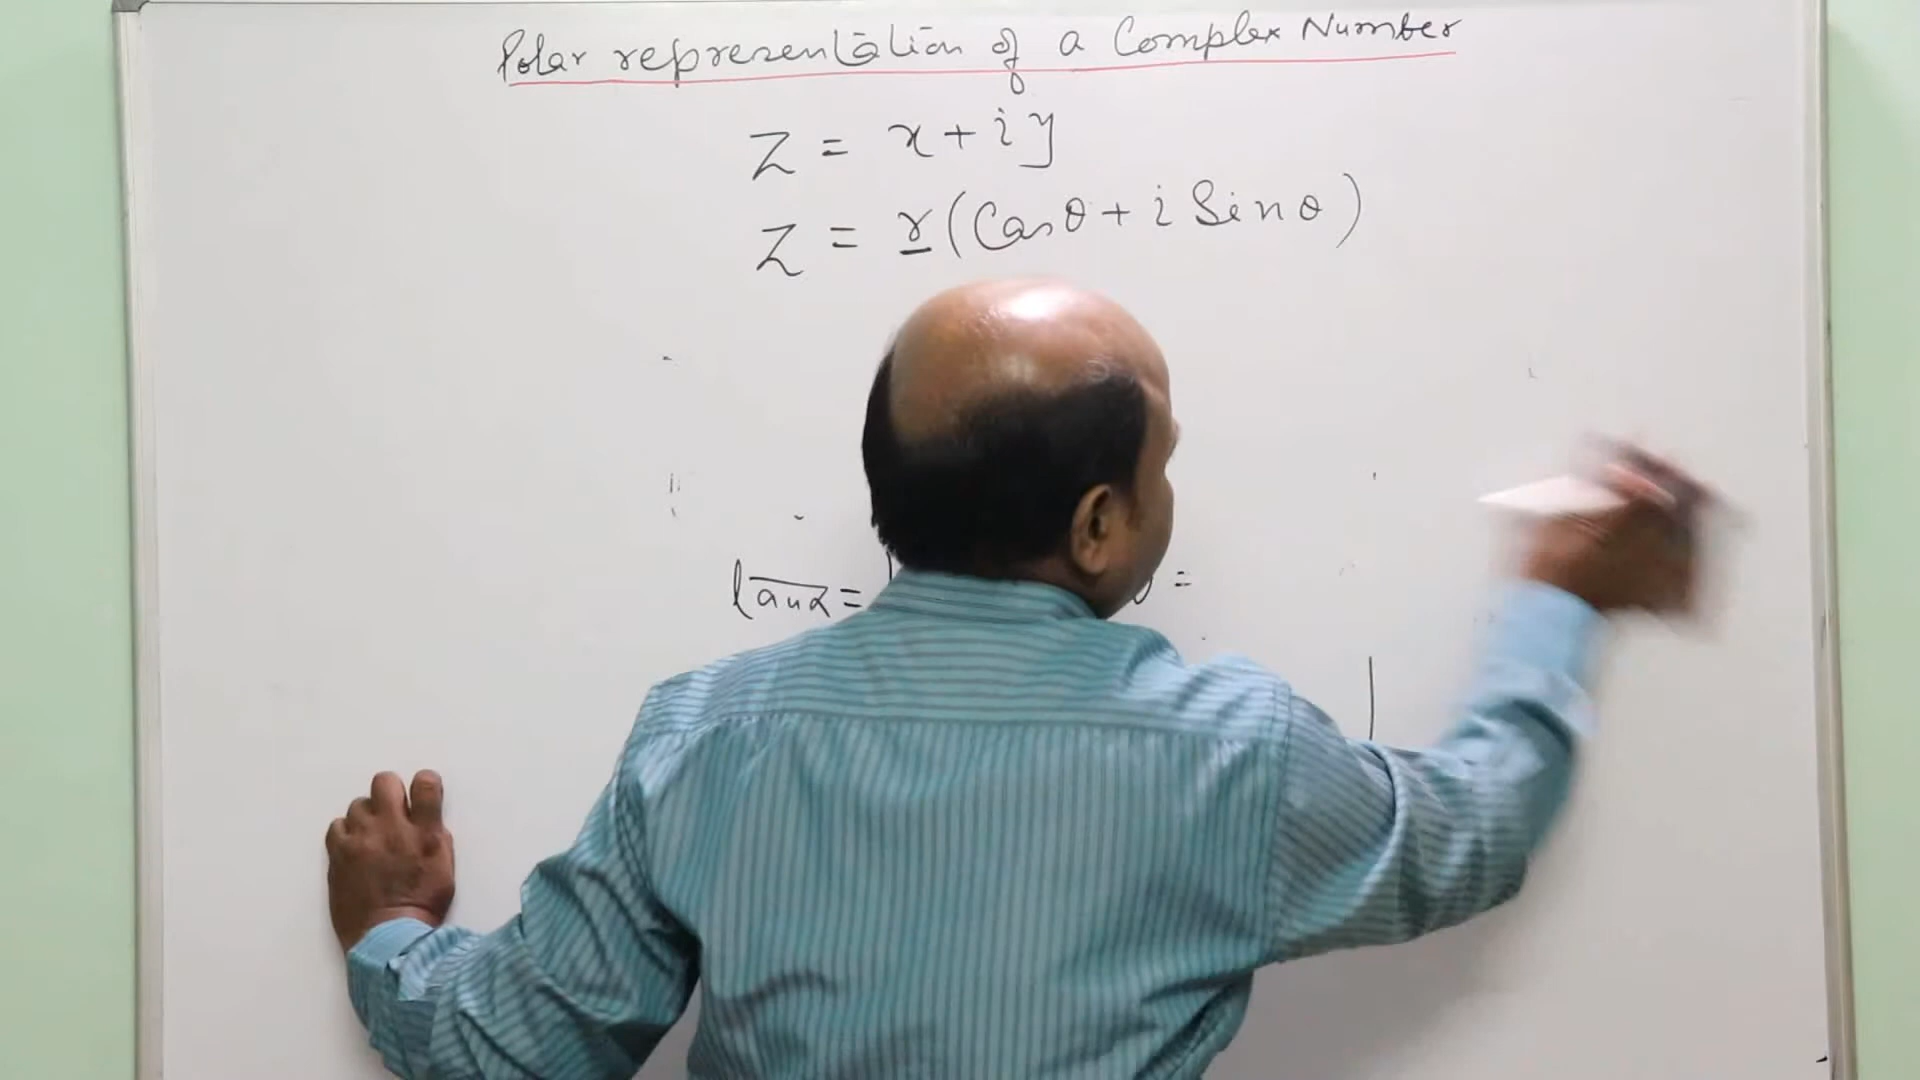 Polar representation of a Complex Number
Z = x + iy
Z = r(Cosθ + i Sinθ)
tanα = | =